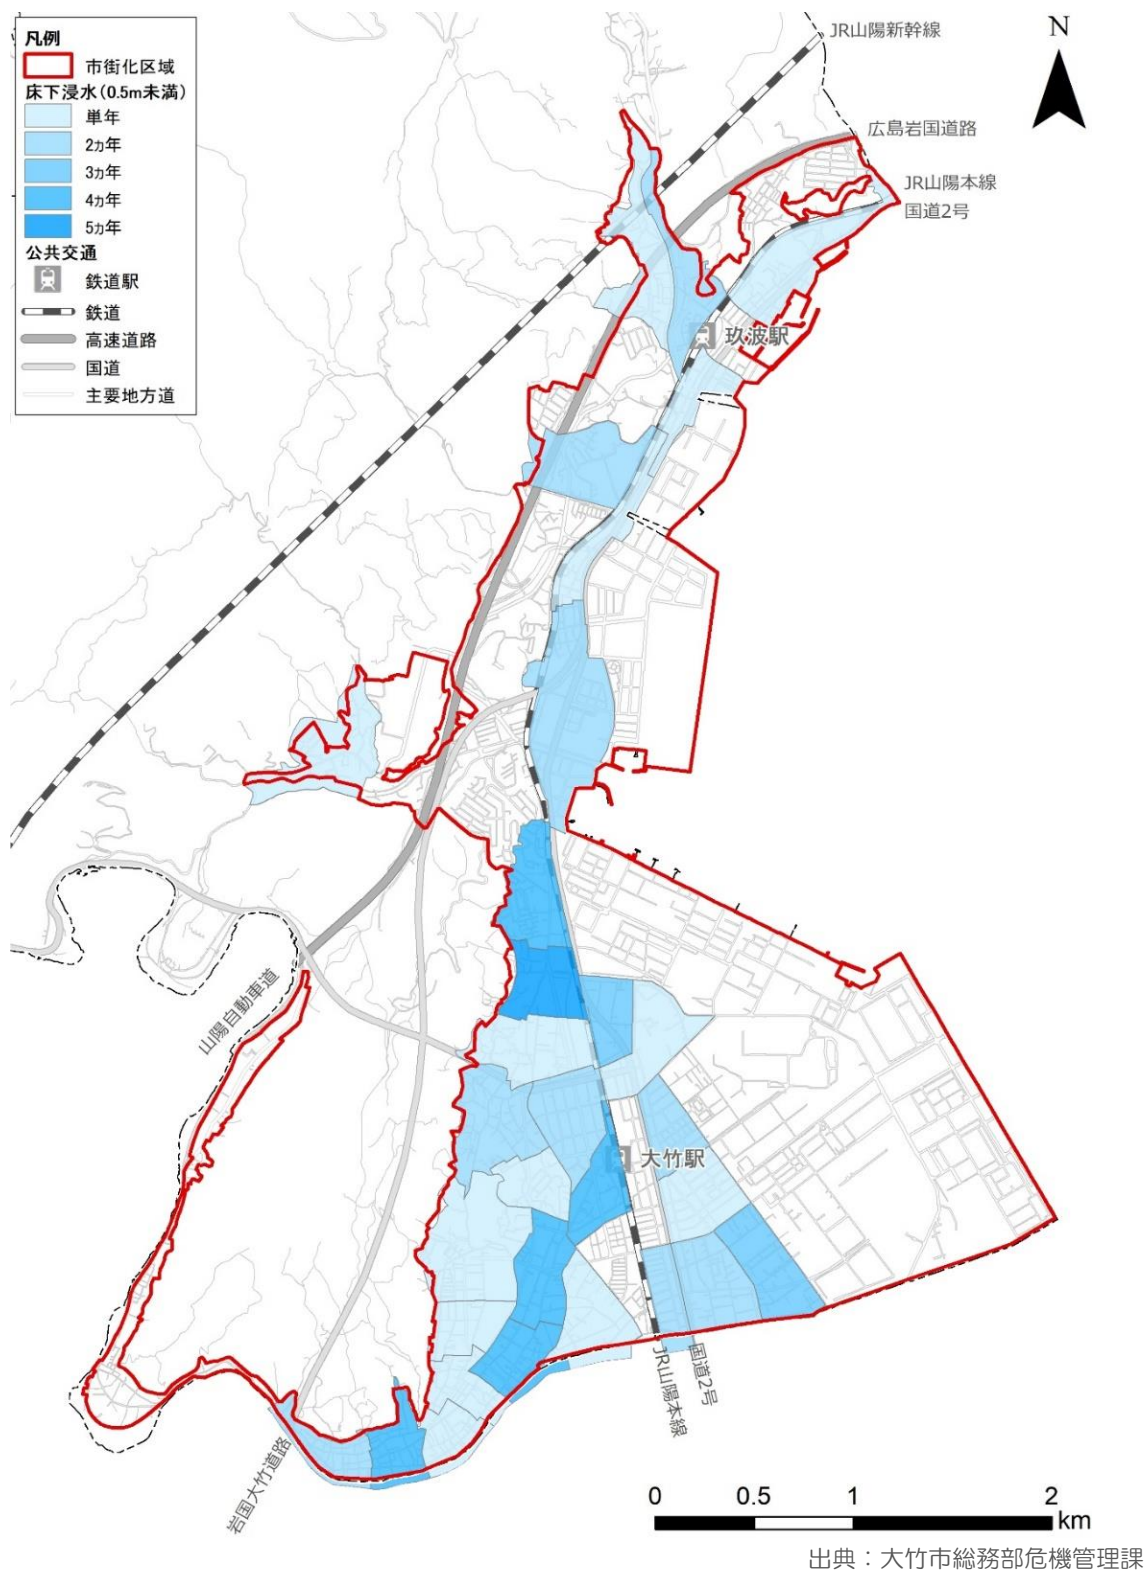 凡例
市街化区域
床下浸水(0.5m未満)
単年
2ヵ年
3ヵ年
4ヵ年
5ヵ年
公共交通
鉄道駅
鉄道
高速道路
国道
主要地方道
JR山陽新幹線
N
広島岩国道路
JR山陽本線
国道2号
玖波駅
山陽自動車道
大竹駅
国道2号
JR山陽本線
岩国大竹道路
0 0.5 1 2
km
出典：大竹市総務部危機管理課